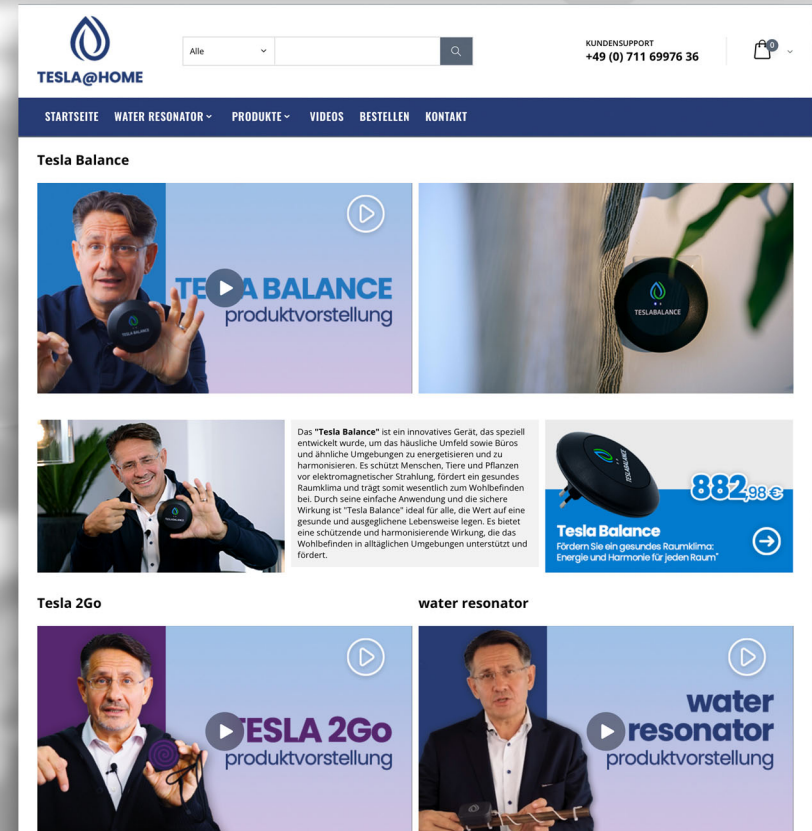 TESLA@HOME
Alle
KUNDENSUPPORT
+49 (0) 711 69976 36
0
STARTSEITE WATER RESONATOR PRODUKTE VIDEOS BESTELLEN KONTAKT
Tesla Balance
TESLA BALANCE
produktvorstellung
TESLABALANCE
TESLABALANCE
Das "Tesla Balance" ist ein innovatives Gerät, das speziell
entwickelt wurde, um das häusliche Umfeld sowie Büros
und ähnliche Umgebungen zu energetisieren und zu
harmonisieren. Es schützt Menschen, Tiere und Pflanzen
vor elektromagnetischer Strahlung, fördert ein gesundes
Raumklima und trägt somit wesentlich zum Wohlbefinden
bei. Durch seine einfache Anwendung und die sichere
Wirkung ist "Tesla Balance" ideal für alle, die Wert auf eine
gesunde und ausgeglichene Lebensweise legen. Es bietet
eine schützende und harmonisierende Wirkung, die das
Wohlbefinden in alltäglichen Umgebungen unterstützt und
fördert.
TESLABALANCE
882,98€
Tesla Balance
Fördern Sie ein gesundes Raumklima:
Energie und Harmonie für jeden Raum"
Tesla 2Go
water resonator
TESLA 2Go
produktvorstellung
water
resonator
produktvorstellung